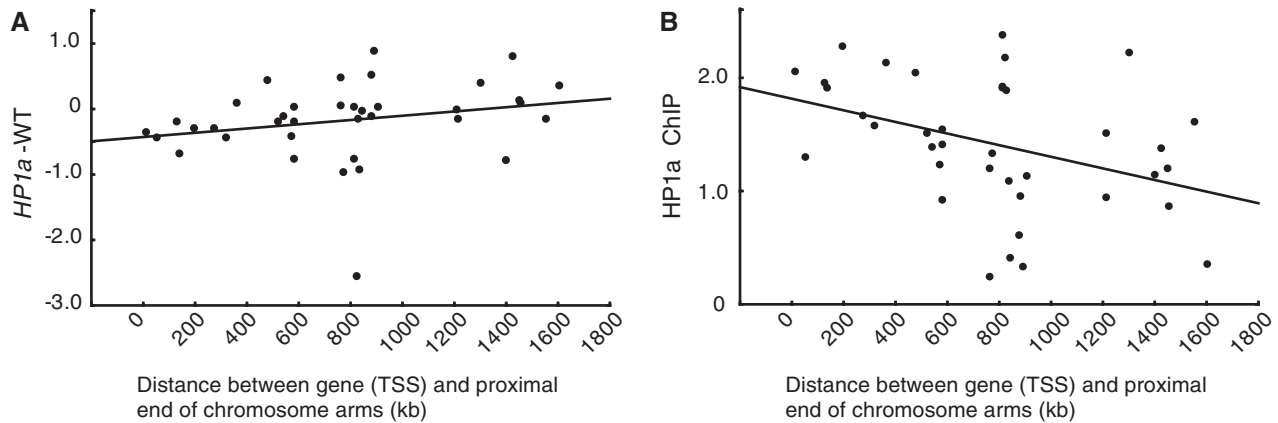 A
HP1a -WT
1.0
0
-1.0
-2.0
-3.0
0 200 400 600 800 1000 1200 1400 1600 1800
Distance between gene (TSS) and proximal
end of chromosome arms (kb)
B
HP1a ChIP
2.0
1.0
0
0 200 400 600 800 1000 1200 1400 1600 1800
Distance between gene (TSS) and proximal
end of chromosome arms (kb)